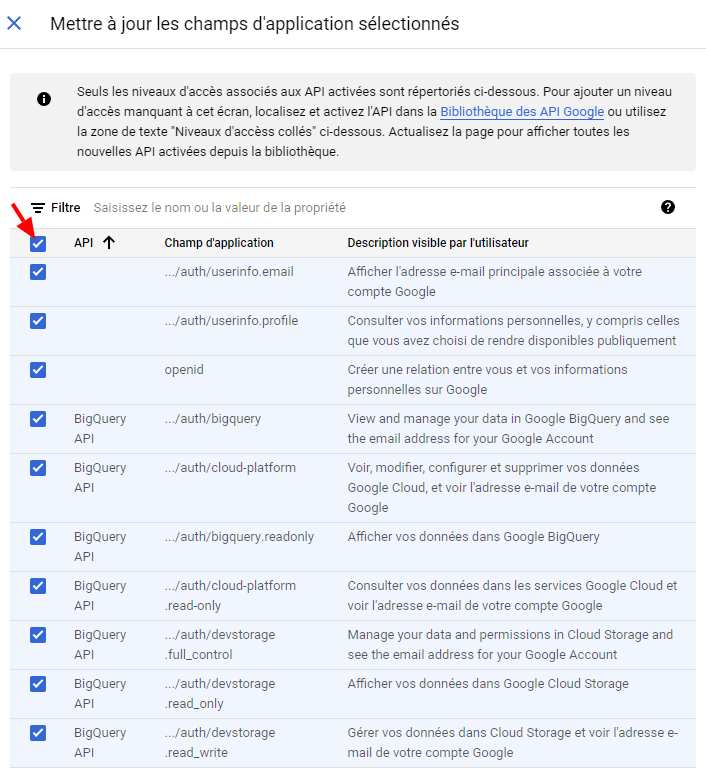 Mettre à jour les champs d'application sélectionnés
Seuls les niveaux d'accès associés aux API activées sont répertoriés ci-dessous. Pour ajouter un niveau
d'accès manquant à cet écran, localisez et activez l'API dans la Bibliothèque des API Google ou utilisez
la zone de texte "Niveaux d'accèss collés" ci-dessous. Actualisez la page pour afficher toutes les
nouvelles API activées depuis la bibliothèque.
Filtre Saisissez le nom ou la valeur de la propriété
API Champ d'application Description visible par l'utilisateur
.../auth/userinfo.email Afficher l'adresse e-mail principale associée à votre
compte Google
.../auth/userinfo.profile Consulter vos informations personnelles, y compris celles
que vous avez choisi de rendre disponibles publiquement
openid Créer une relation entre vous et vos informations
personnelles sur Google
BigQuery .../auth/bigquery View and manage your data in Google BigQuery and see
API the email address for your Google Account
BigQuery .../auth/cloud-platform Voir, modifier, configurer et supprimer vos données
API Google Cloud, et voir l'adresse e-mail de votre compte
Google
BigQuery .../auth/bigquery.readonly Afficher vos données dans Google BigQuery
API
BigQuery .../auth/cloud-platform Consulter vos données dans les services Google Cloud et
API .read-only voir l'adresse e-mail de votre compte Google
BigQuery .../auth/devstorage Manage your data and permissions in Cloud Storage and
API .full_control see the email address for your Google Account
BigQuery .../auth/devstorage Afficher vos données dans Google Cloud Storage
API .read_only
BigQuery .../auth/devstorage Gérer vos données dans Cloud Storage et voir l'adresse e-
API .read_write mail de votre compte Google